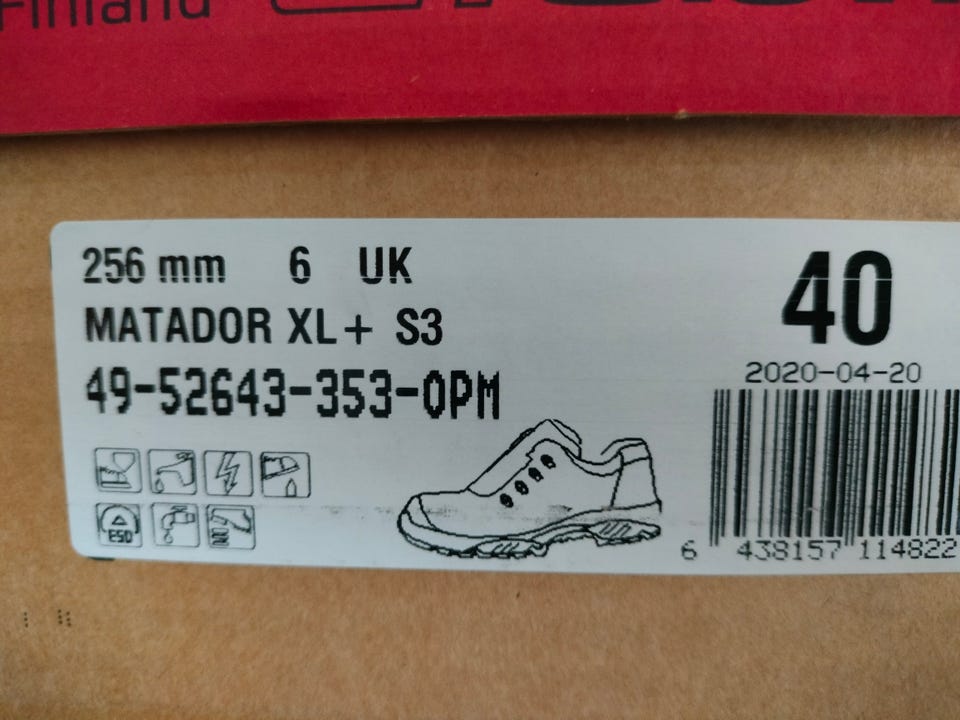 Finland
256 mm 6 UK
MATADOR XL+ S3
49-52643-353-0PM
40
2020-04-20
ESD
6 438157 114822